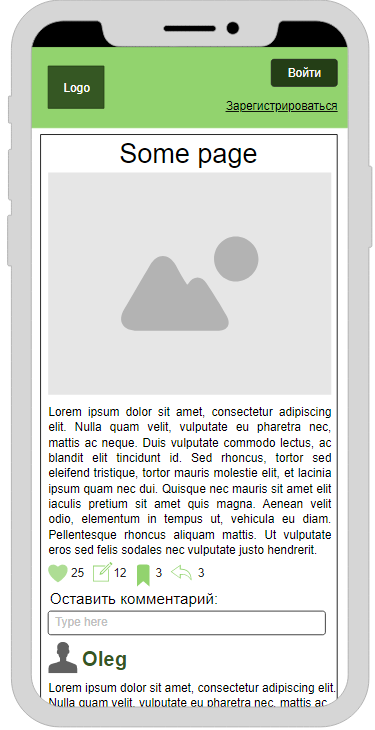 Войти
Logo
Зарегистрироваться
Some page
Lorem ipsum dolor sit amet, consectetur adipiscing
elit. Nulla quam velit, vulputate eu pharetra nec,
mattis ac neque. Duis vulputate commodo lectus, ac
blandit elit tincidunt id. Sed rhoncus, tortor sed
eleifend tristique, tortor mauris molestie elit, et lacinia
ipsum quam nec dui. Quisque nec mauris sit amet elit
iaculis pretium sit amet quis magna. Aenean velit
odio, elementum in tempus ut, vehicula eu diam.
Pellentesque rhoncus aliquam mattis. Ut vulputate
eros sed felis sodales nec vulputate justo hendrerit.
25 12 3 3
Оставить комментарий:
Type here
Oleg
Lorem ipsum dolor sit amet, consectetur adipiscing elit.
Nulla quam velit, vulputate eu pharetra nec, mattis ac